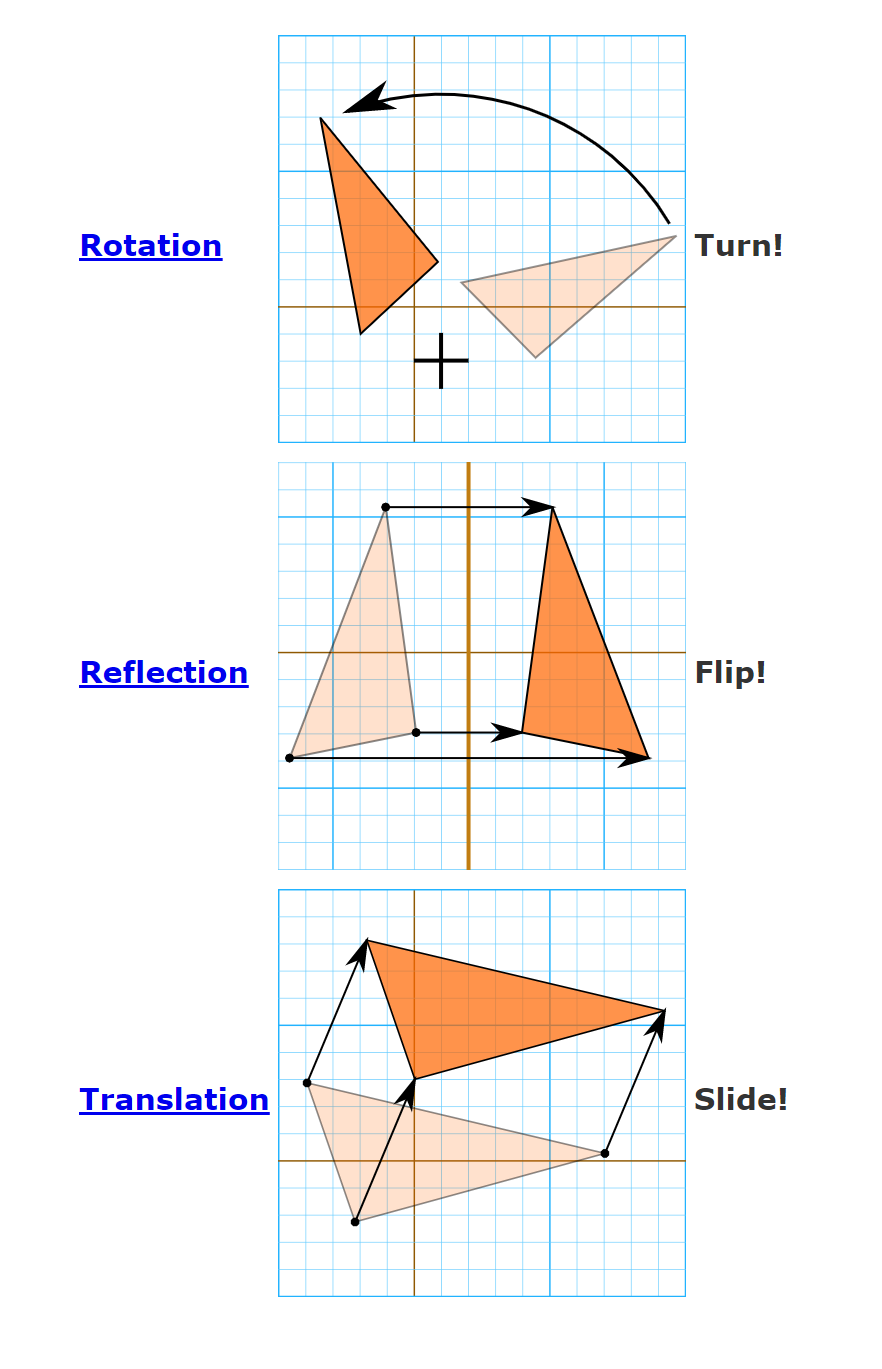 Rotation Turn!
Reflection Flip!
Translation Slide!